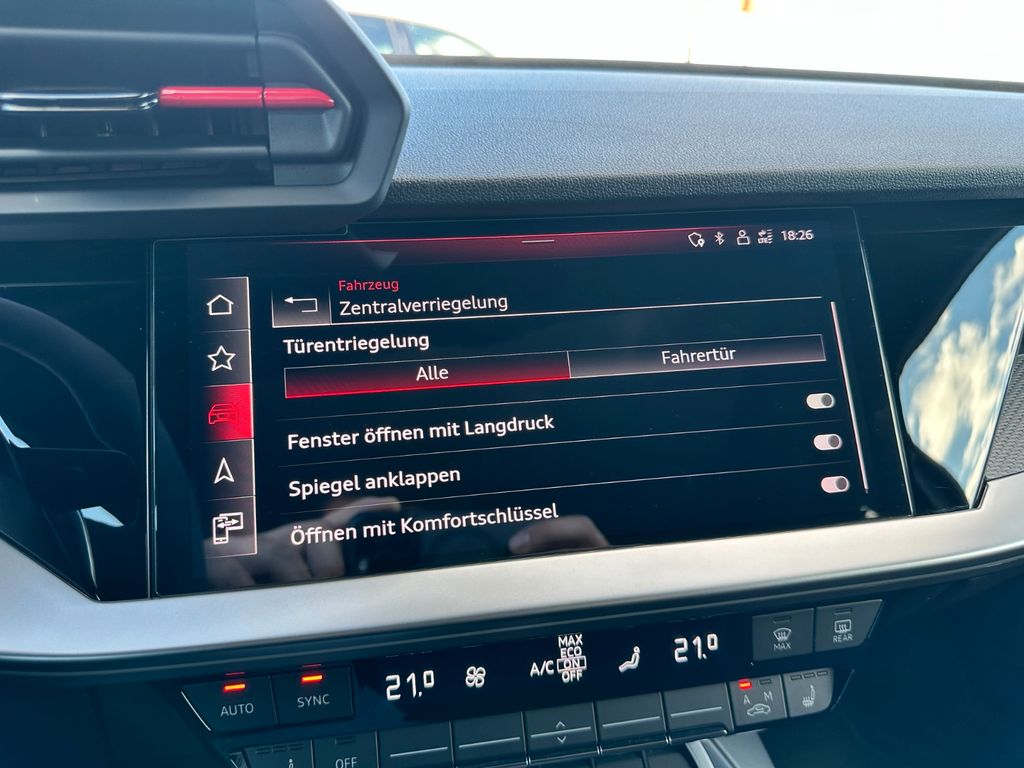 LTE 18:26
Fahrzeug
Zentralverriegelung
Türentriegelung
Alle Fahrertür
Fenster öffnen mit Langdruck
Spiegel anklappen
Öffnen mit Komfortschlüssel
MAX
ECO
A/C ON
OFF
21.0 21.0
MAX REAR
AUTO SYNC A M
OFF